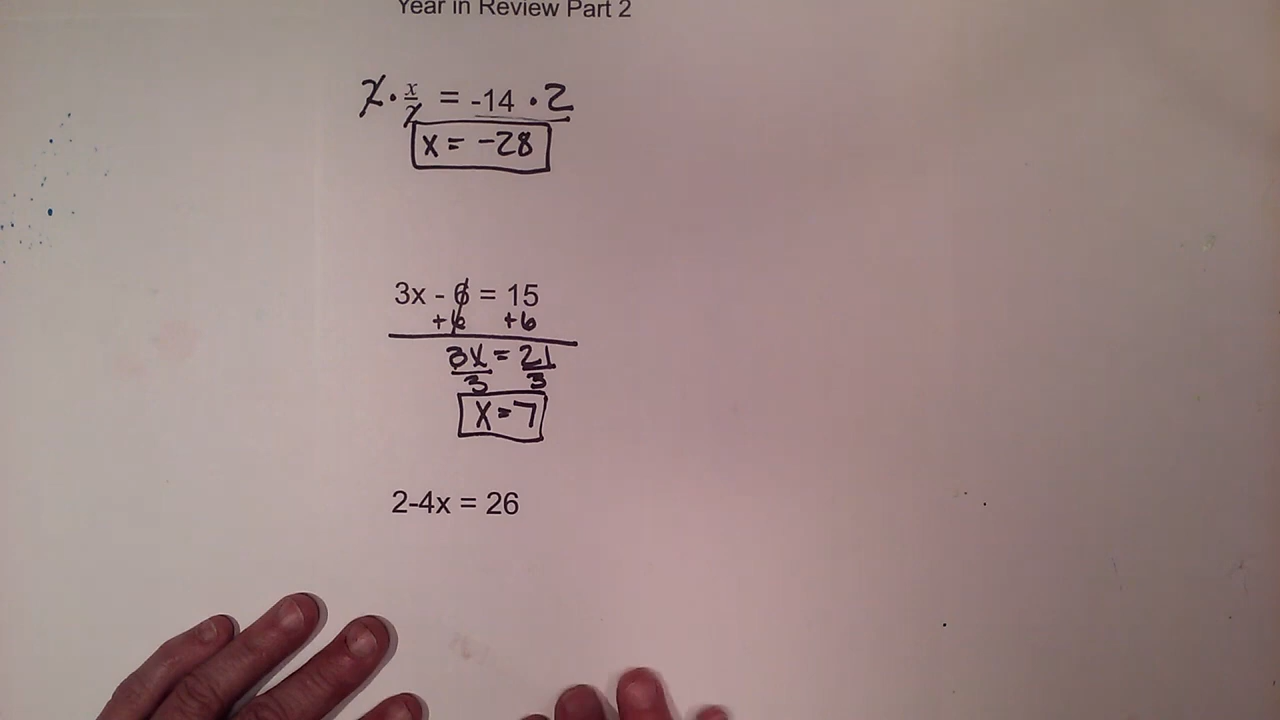 Year in Review Part 2
2 · x/2 = -14 · 2
x = -28
3x - 6 = 15
+6 +6
3x = 21
3 3
x = 7
2-4x = 26